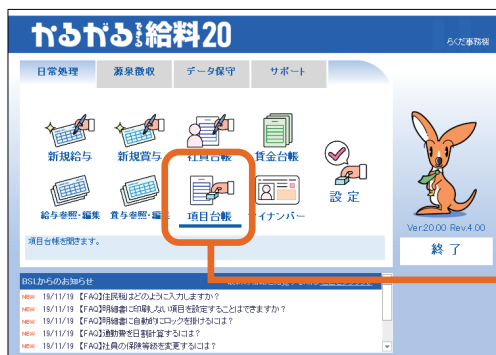 かるがるできる給料20
らくだ事務機
日常処理 源泉徴収 データ保守 サポート
新規給与 新規賞与 社員台帳 賃金台帳
設定
給与参照・編集 賞与参照・編集 項目台帳 マイナンバー
Ver.20.00 Rev.4.00
項目台帳を開きます。
終了
BSLからのお知らせ
NEW 19/11/19 【FAQ】住民税はどのように入力しますか？
NEW 19/11/19 【FAQ】明細書に印刷しない項目を設定することはできますか？
NEW 19/11/19 【FAQ】明細書に自動的にロックを掛けるには？
NEW 19/11/19 【FAQ】通勤費を日割計算するには？
NEW 19/11/19 【FAQ】社員の保険等級を変更するには？